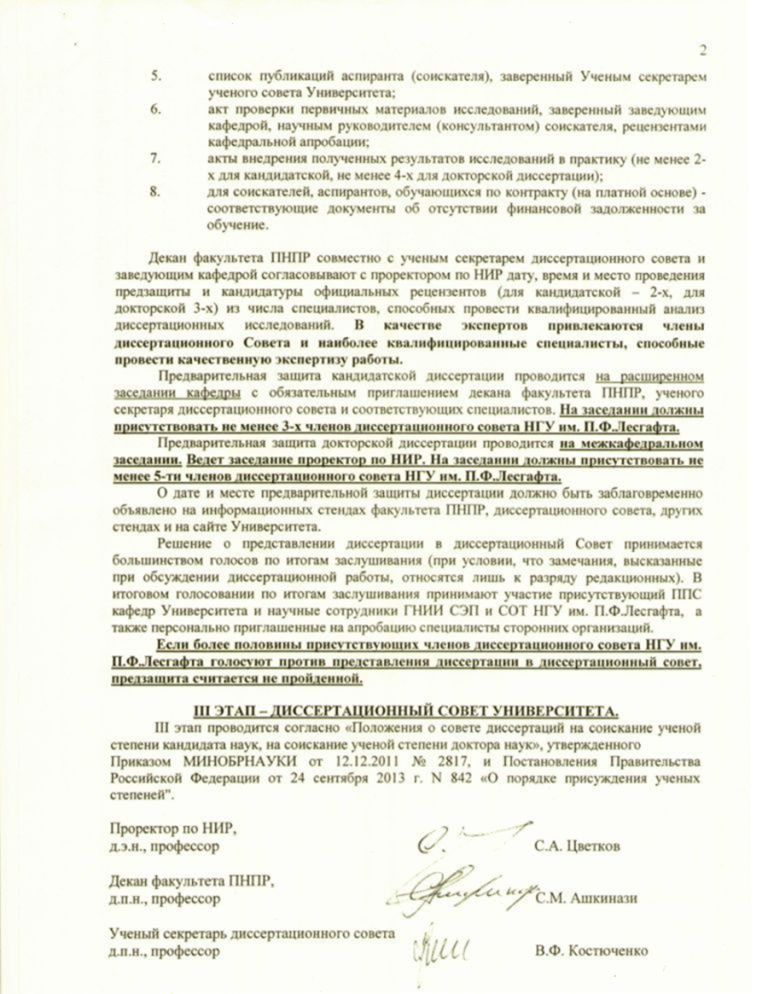 2
5. список публикаций аспиранта (соискателя), заверенный Ученым секретарем
ученого совета Университета;
6. акт проверки первичных материалов исследований, заверенный заведующим
кафедрой, научным руководителем (консультантом) соискателя, рецензентами
кафедральной апробации;
7. акты внедрения полученных результатов исследований в практику (не менее 2-
х для кандидатской, не менее 4-х для докторской диссертации);
8. для соискателей, аспирантов, обучающихся по контракту (на платной основе) -
соответствующие документы об отсутствии финансовой задолженности за
обучение.
Декан факультета ПНПР совместно с ученым секретарем диссертационного совета и
заведующим кафедрой согласовывают с проректором по НИР дату, время и место проведения
предзащиты и кандидатуры официальных рецензентов (для кандидатской – 2-х, для
докторской 3-х) из числа специалистов, способных провести квалифицированный анализ
диссертационных исследований. В качестве экспертов привлекаются члены
диссертационного Совета и наиболее квалифицированные специалисты, способные
провести качественную экспертизу работы.
Предварительная защита кандидатской диссертации проводится на расширенном
заседании кафедры с обязательным приглашением декана факультета ПНПР, ученого
секретаря диссертационного совета и соответствующих специалистов. На заседании должны
присутствовать не менее 3-х членов диссертационного совета НГУ им. П.Ф..Лесгафта.
Предварительная защита докторской диссертации проводится на межкафедральном
заседании. Ведет заседание проректор по НИР. На заседании должны присутствовать не
менее 5-ти членов диссертационного совета НГУ им. П.Ф..Лесгафта.
О дате и месте предварительной защиты диссертации должно быть заблаговременно
объявлено на информационных стендах факультета ПНПР, диссертационного совета, других
стендах и на сайте Университета.
Решение о представлении диссертации в диссертационный Совет принимается
большинством голосов по итогам заслушивания (при условии, что замечания, высказанные
при обсуждении диссертационной работы, относятся лишь к разряду редакционных). В
итоговом голосовании по итогам заслушивания принимают участие присутствующий ППС
кафедр Университета и научные сотрудники ГНИИ СЭП и СОТ НГУ им. П.Ф.Лесгафта, а
также персонально приглашенные на апробацию специалисты сторонних организаций.
Если более половины присутствующих членов диссертационного совета НГУ им.
П.Ф..Лесгафта голосуют против представления диссертации в диссертационный совет,
предзащита считается не пройденной.
III ЭТАП – ДИССЕРТАЦИОННЫЙ СОВЕТ УНИВЕРСИТЕТА.
III этап проводится согласно «Положения о совете диссертаций на соискание ученой
степени кандидата наук, на соискание ученой степени доктора наук», утвержденного
Приказом МИНОБРНАУКИ от 12.12.2011 № 2817, и Постановления Правительства
Российской Федерации от 24 сентября 2013 г. N 842 «О порядке присуждения ученых
степеней".
Проректор по НИР,
д.э.н., профессор С.А. Цветков
Декан факультета ПНПР,
д.п.н., профессор С.М. Ашкинази
Ученый секретарь диссертационного совета
д.п.н., профессор В.Ф. Костюченко